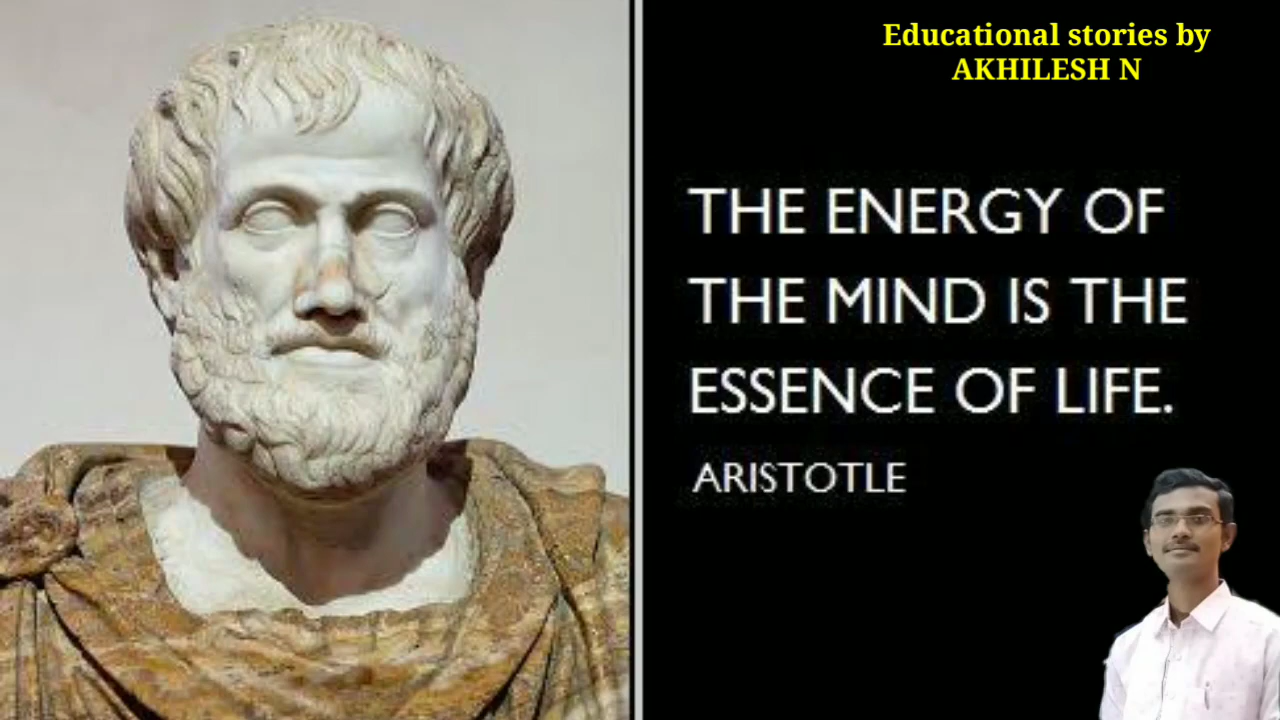 Educational stories by
AKHILESH N
THE ENERGY OF
THE MIND IS THE
ESSENCE OF LIFE.
ARISTOTLE